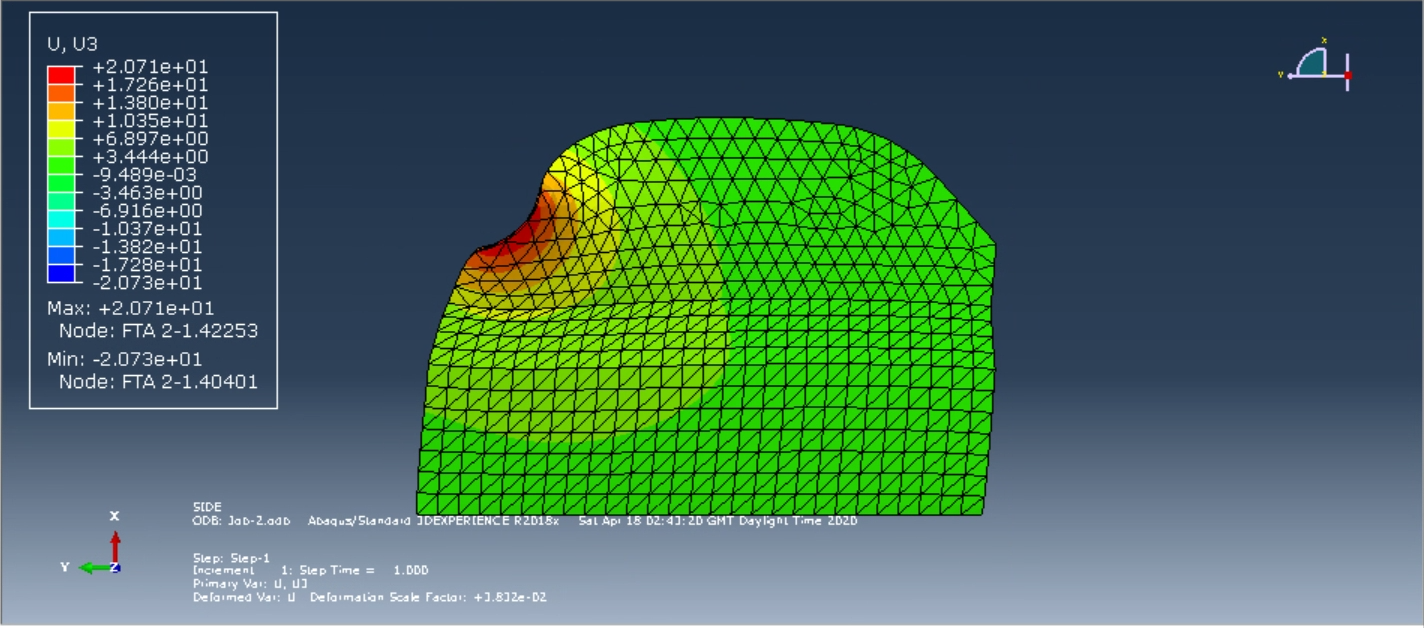 U, U3
+2.071e+01
+1.726e+01
+1.380e+01
+1.035e+01
+6.897e+00
+3.444e+00
-9.489e-03
-3.463e+00
-6.916e+00
-1.037e+01
-1.382e+01
-1.728e+01
-2.073e+01
Max: +2.071e+01
Node: FTA 2-1.42253
Min: -2.073e+01
Node: FTA 2-1.40401
X
Y
X
Y
Z
SIDE
ODB: Job-2.odb Abaqus/Standard 3DEXPERIENCE R2018x Sat Apr 18 02:43:20 GMT Daylight Time 2020
Step: Step-1
Increment 1: Step Time = 1.000
Primary Var: U, U3
Deformed Var: U Deformation Scale Factor: +3.832e-02